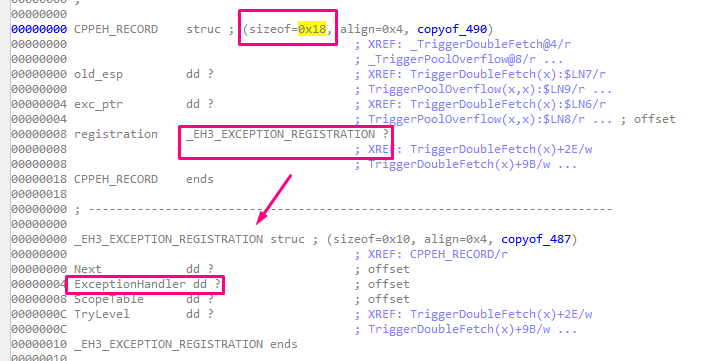 00000000 ;
00000000
00000000 CPPEH_RECORD struc ; (sizeof=0x18, align=0x4, copyof_490)
00000000 ; XREF: _TriggerDoubleFetch@4/r
00000000 ; _TriggerPoolOverflow@8/r ...
00000000 old_esp dd ? ; XREF: TriggerDoubleFetch(x):$LN7/r
00000000 ; TriggerPoolOverflow(x,x):$LN9/r ...
00000004 exc_ptr dd ? ; XREF: TriggerDoubleFetch(x):$LN6/r
00000004 ; TriggerPoolOverflow(x,x):$LN8/r ... ; offset
00000008 registration _EH3_EXCEPTION_REGISTRATION ?
00000008 ; XREF: TriggerDoubleFetch(x)+2E/w
00000008 ; TriggerDoubleFetch(x)+9B/w ...
00000018 CPPEH_RECORD ends
00000018
00000000 ; ---------------------------------------------------------------------------
00000000
00000000 _EH3_EXCEPTION_REGISTRATION struc ; (sizeof=0x10, align=0x4, copyof_487)
00000000 ; XREF: CPPEH_RECORD/r
00000000 Next dd ? ; offset
00000004 ExceptionHandler dd ? ; offset
00000008 ScopeTable dd ? ; offset
0000000C TryLevel dd ? ; XREF: TriggerDoubleFetch(x)+2E/w
0000000C ; TriggerDoubleFetch(x)+9B/w ...
00000010 _EH3_EXCEPTION_REGISTRATION ends
00000010